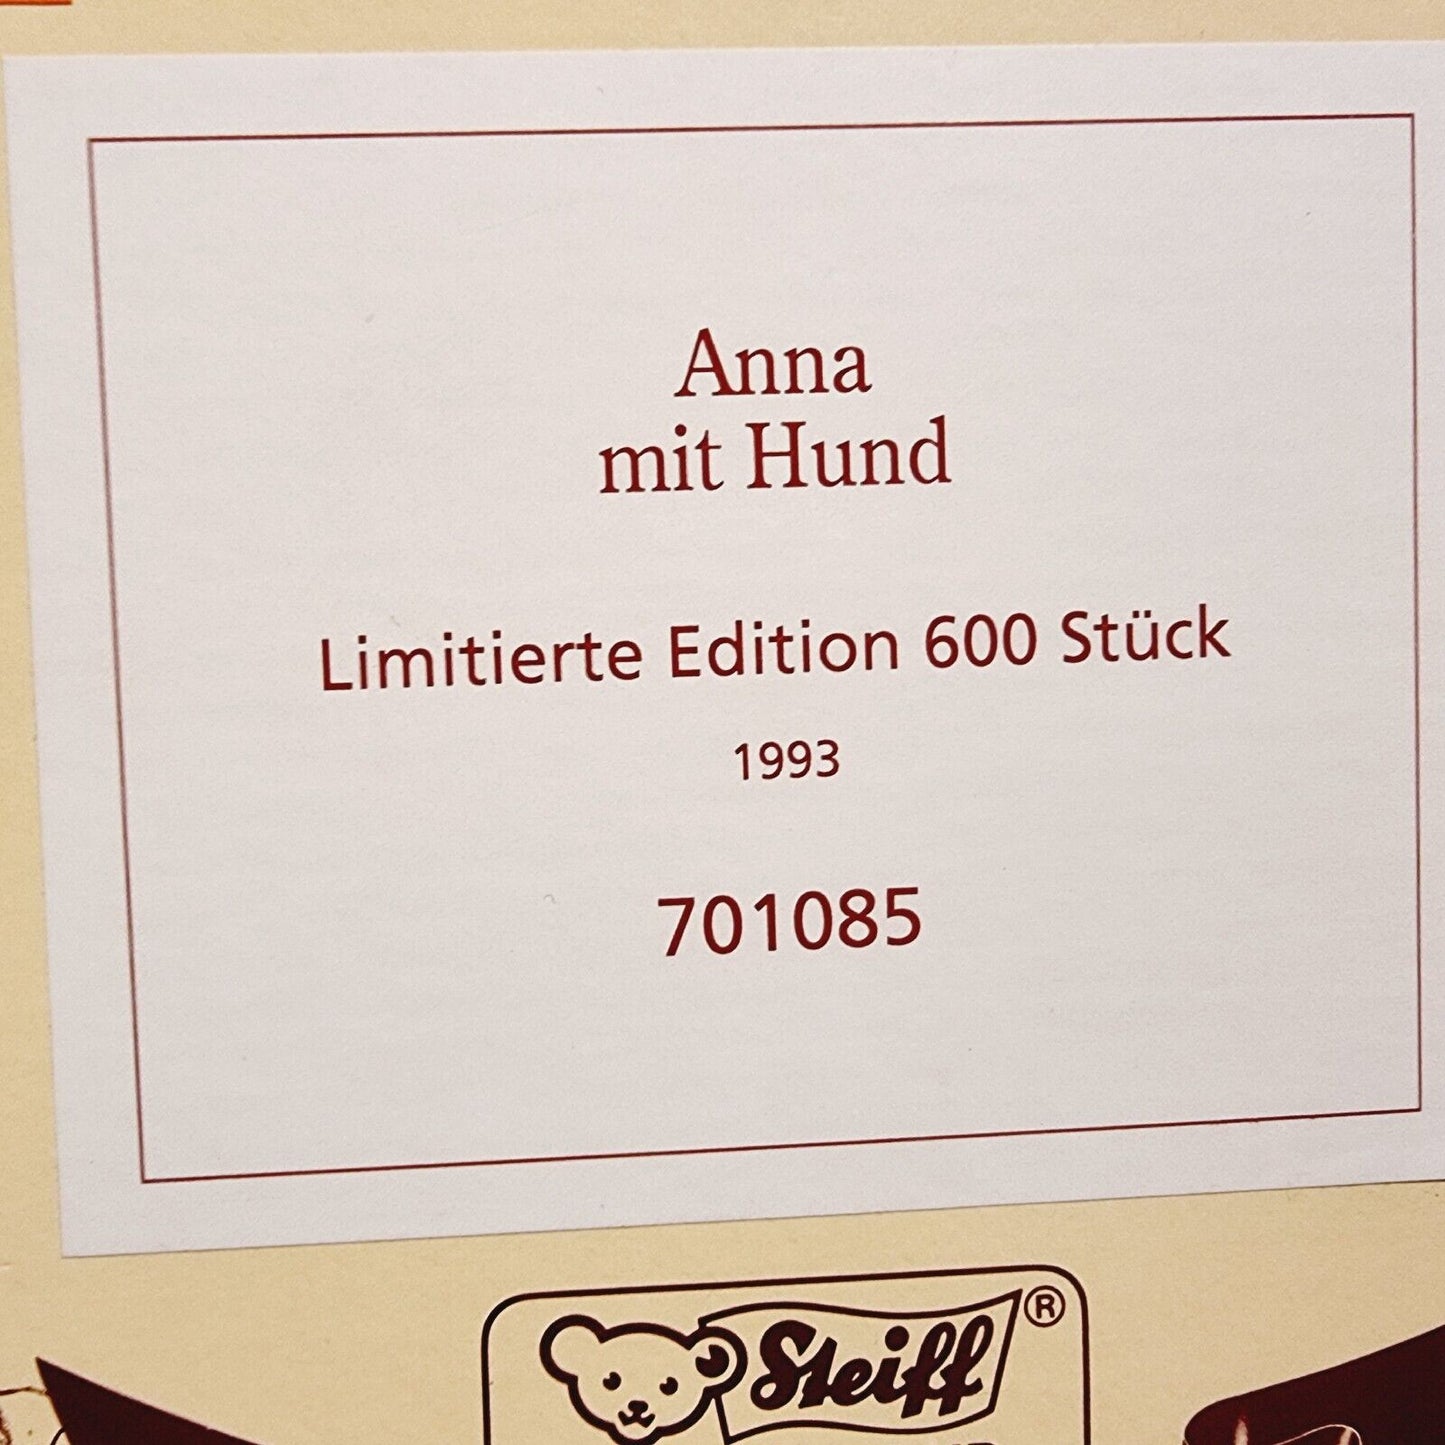 Anna
mit Hund
Limitierte Edition 600 Stück
1993
701085
Steiff ®